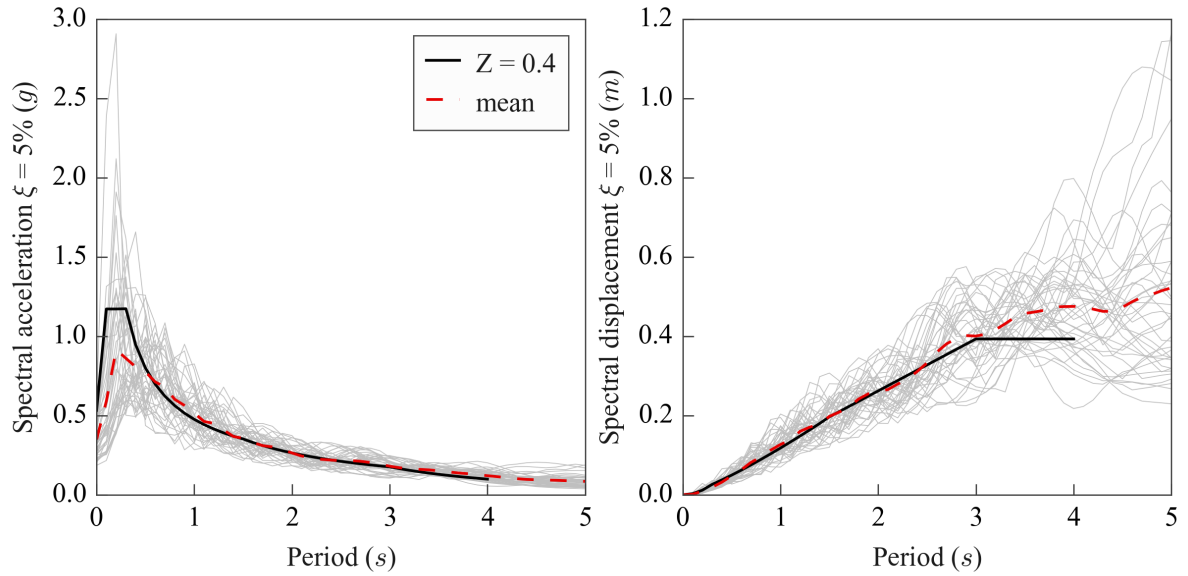 Spectral acceleration ξ = 5% (g)
3.0
2.5
2.0
1.5
1.0
0.5
0.0
0 1 2 3 4 5
Period (s)
Z = 0.4
mean
Spectral displacement ξ = 5% (m)
1.2
1.0
0.8
0.6
0.4
0.2
0.0
0 1 2 3 4 5
Period (s)